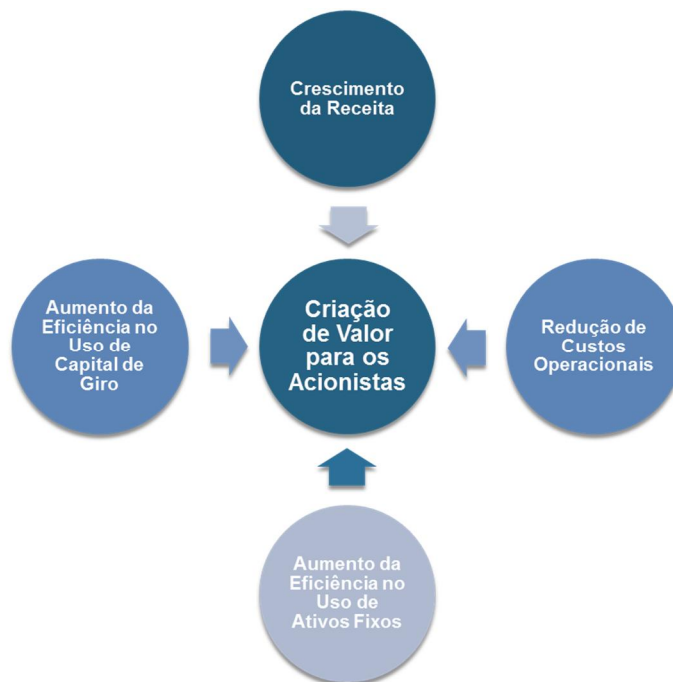 Crescimento
da Receita
Aumento da
Eficiência no
Uso de
Capital de
Giro
Criação
de Valor
para os
Acionistas
Redução de
Custos
Operacionais
Aumento da
Eficiência no
Uso de
Ativos Fixos